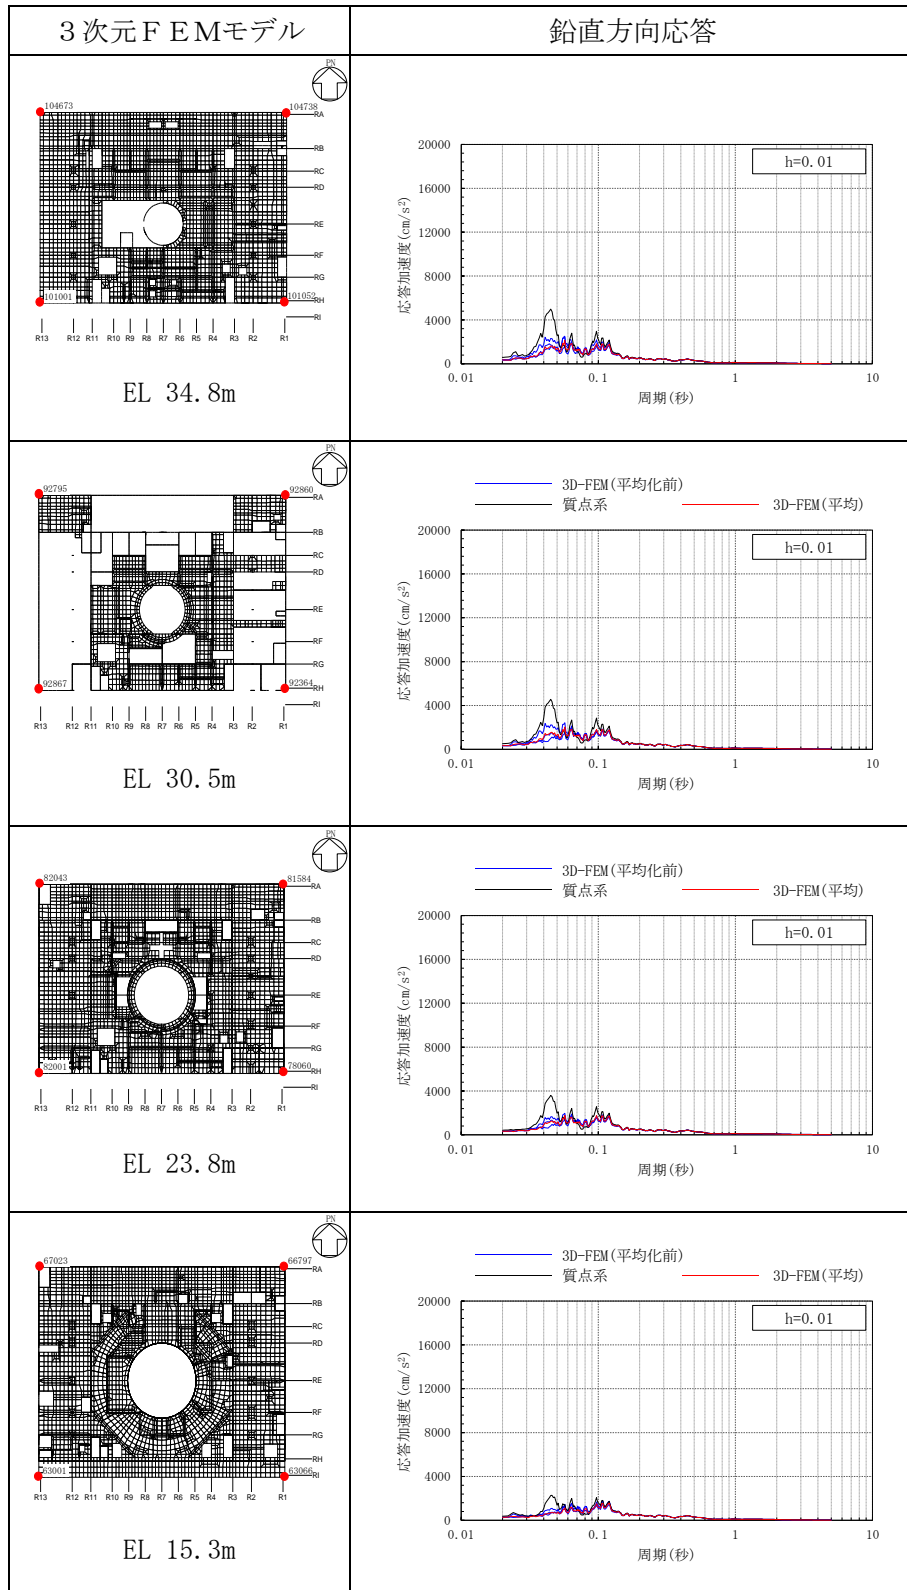 ３次元ＦＥＭモデル
鉛直方向応答
PN
104673
104738
RA
RB
RC
RD
RE
RF
RG
101001
101052
RH
RI
R13 R12 R11 R10 R9 R8 R7 R6 R5 R4 R3 R2 R1
EL 34.8m
h=0.01
20000
16000
12000
8000
4000
0
応答加速度(cm/s²)
0.01 0.1 1 10
周期(秒)
PN
92795
92860
RA
RB
RC
RD
RE
RF
RG
92867
92364
RH
RI
R13 R12 R11 R10 R9 R8 R7 R6 R5 R4 R3 R2 R1
EL 30.5m
3D-FEM(平均化前)
質点系 3D-FEM(平均)
h=0.01
20000
16000
12000
8000
4000
0
応答加速度(cm/s²)
0.01 0.1 1 10
周期(秒)
PN
82043
81584
RA
RB
RC
RD
RE
RF
RG
82001
78060
RH
RI
R13 R12 R11 R10 R9 R8 R7 R6 R5 R4 R3 R2 R1
EL 23.8m
3D-FEM(平均化前)
質点系 3D-FEM(平均)
h=0.01
20000
16000
12000
8000
4000
0
応答加速度(cm/s²)
0.01 0.1 1 10
周期(秒)
PN
67023
66797
RA
RB
RC
RD
RE
RF
RG
RH
63001
63066
RI
R13 R12 R11 R10 R9 R8 R7 R6 R5 R4 R3 R2 R1
EL 15.3m
3D-FEM(平均化前)
質点系 3D-FEM(平均)
h=0.01
20000
16000
12000
8000
4000
0
応答加速度(cm/s²)
0.01 0.1 1 10
周期(秒)